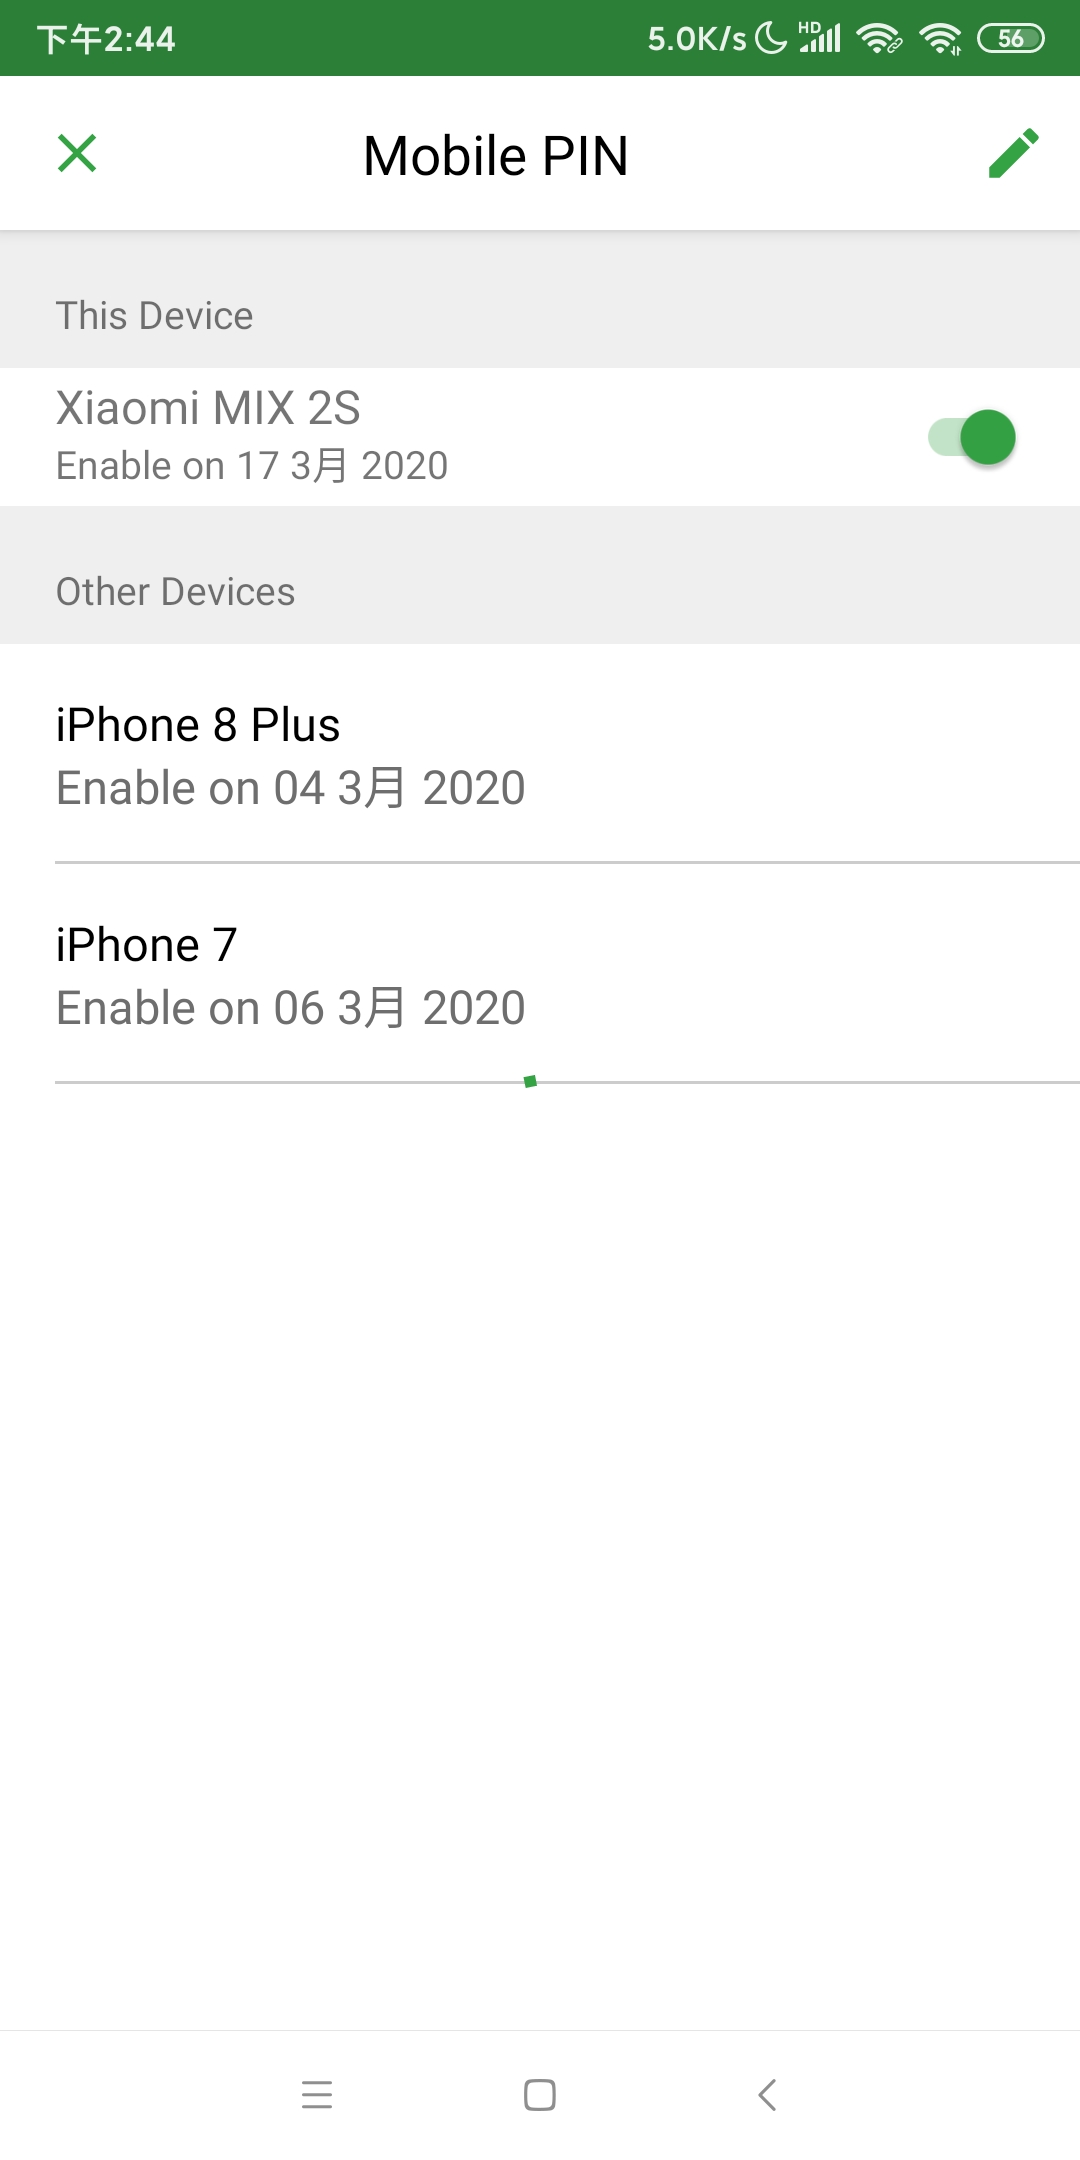 下午2:44 5.0K/s HD 56
Mobile PIN
This Device
Xiaomi MIX 2S
Enable on 17 3月 2020
Other Devices
iPhone 8 Plus
Enable on 04 3月 2020
iPhone 7
Enable on 06 3月 2020